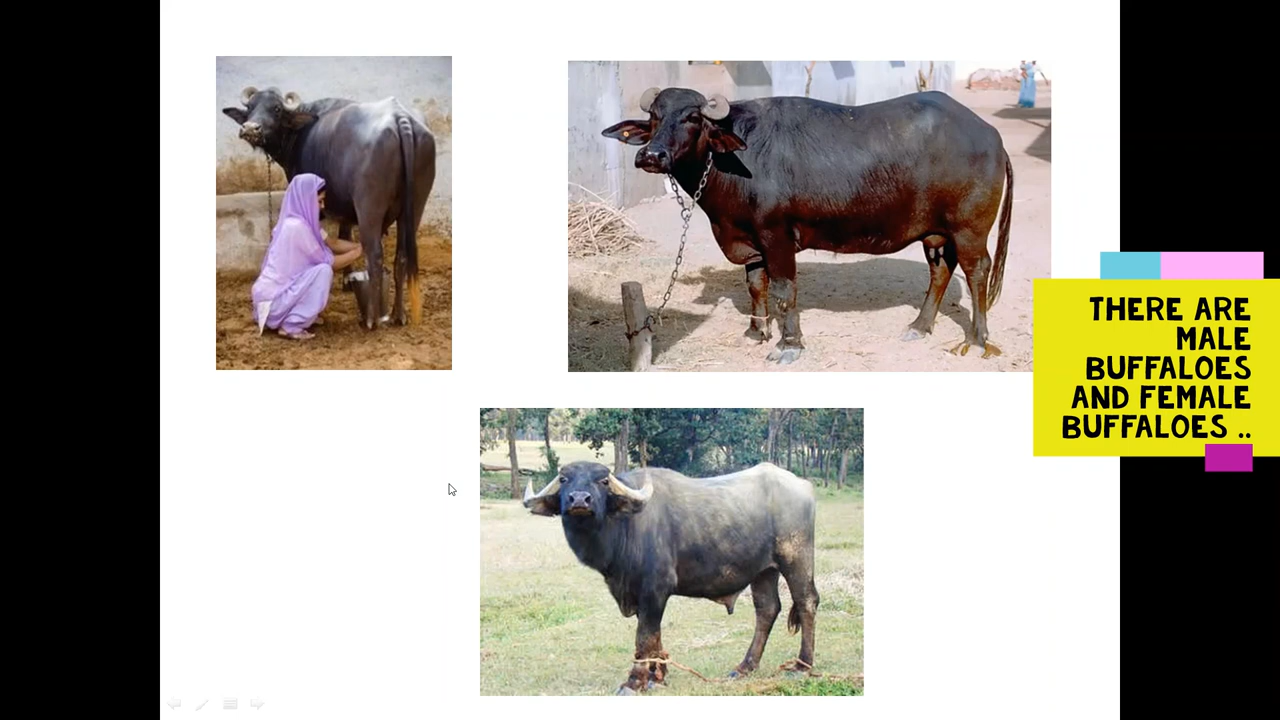 THERE ARE
MALE
BUFFALOES
AND FEMALE
BUFFALOES ..